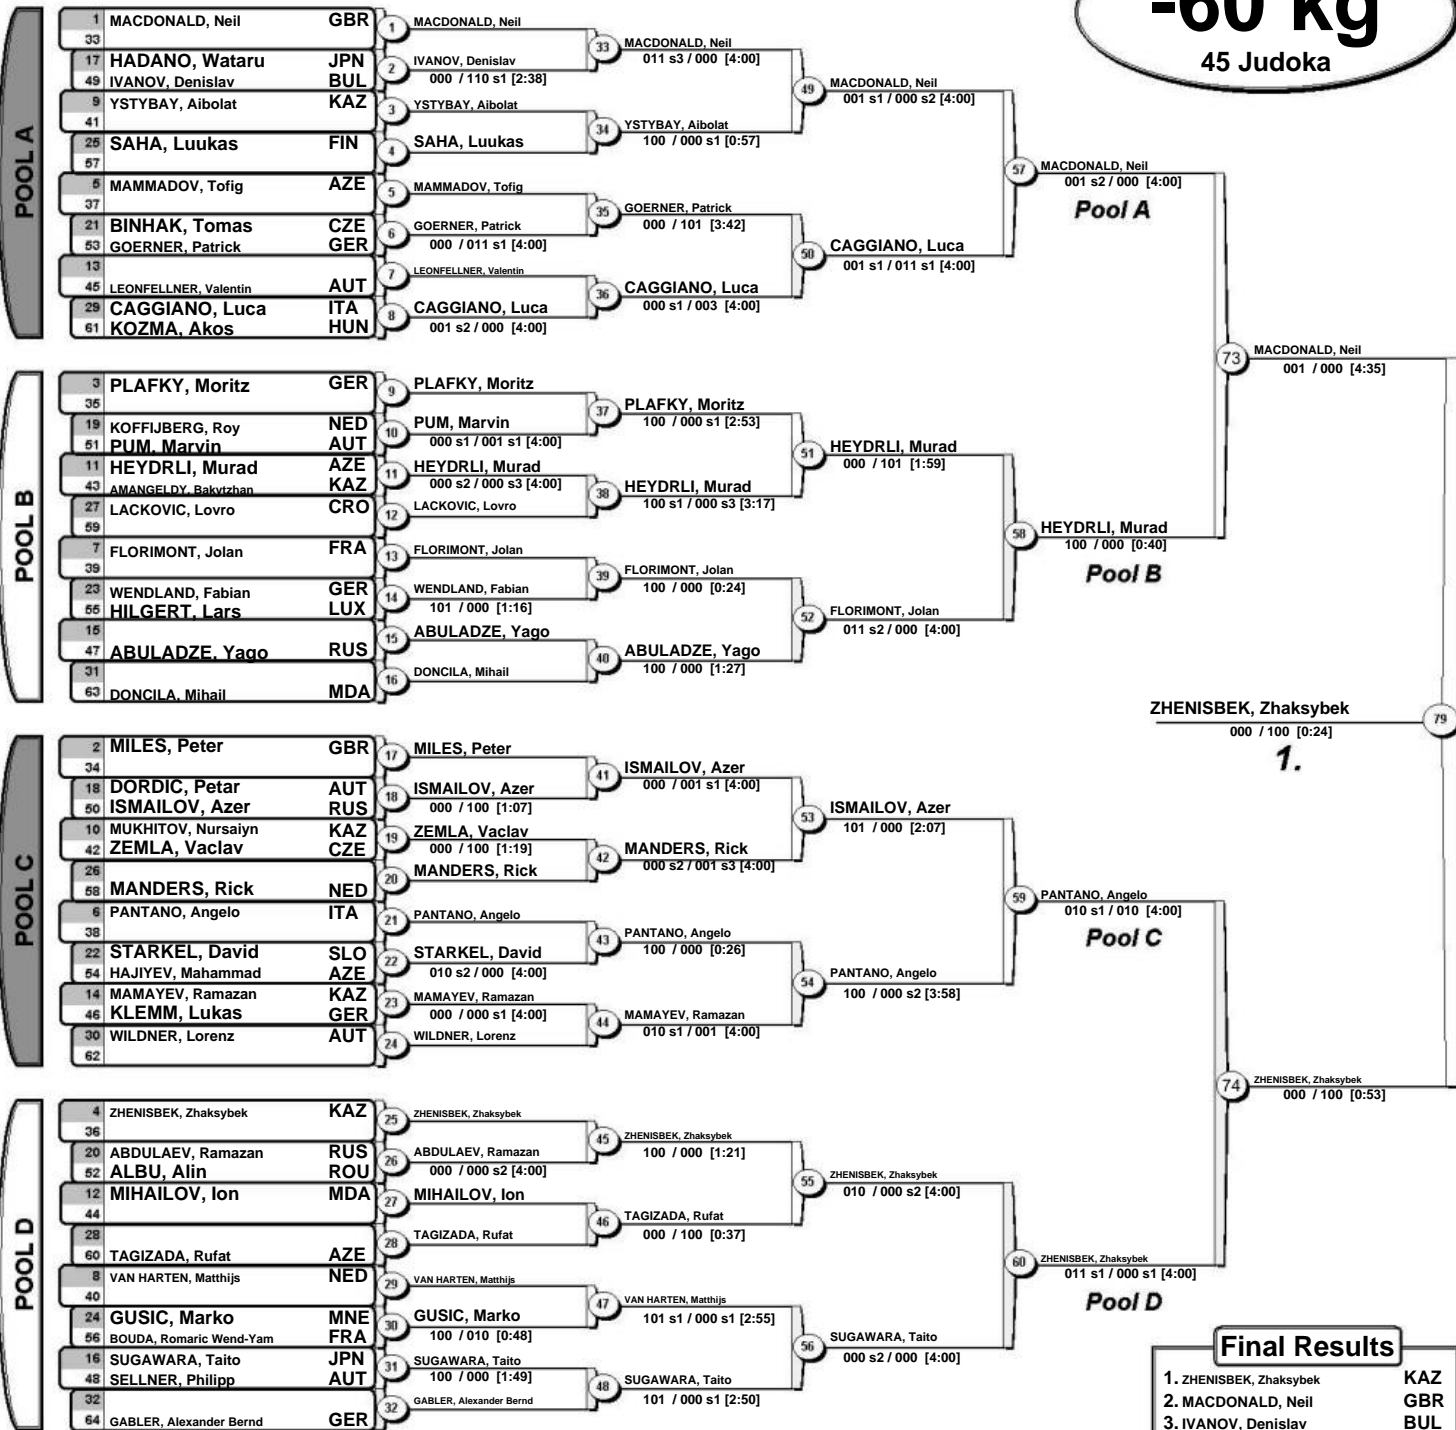 -60 kg
45 Judoka
POOL A
1 MACDONALD, Neil GBR
33
17 HADANO, Wataru JPN
49 IVANOV, Denislav BUL
9 YSTYBAY, Aibolat KAZ
41
25 SAHA, Luukas FIN
57
5 MAMMADOV, Tofig AZE
37
21 BINHAK, Tomas CZE
53 GOERNER, Patrick GER
13
45 LEONFELLNER, Valentin AUT
29 CAGGIANO, Luca ITA
61 KOZMA, Akos HUN
1 MACDONALD, Neil
2 IVANOV, Denislav
000 / 110 s1 [2:38]
3 YSTYBAY, Aibolat
4 SAHA, Luukas
5 MAMMADOV, Tofig
6 GOERNER, Patrick
000 / 011 s1 [4:00]
7 LEONFELLNER, Valentin
8 CAGGIANO, Luca
001 s2 / 000 [4:00]
33 MACDONALD, Neil
011 s3 / 000 [4:00]
34 YSTYBAY, Aibolat
100 / 000 s1 [0:57]
35 GOERNER, Patrick
000 / 101 [3:42]
36 CAGGIANO, Luca
000 s1 / 003 [4:00]
49 MACDONALD, Neil
001 s1 / 000 s2 [4:00]
50 CAGGIANO, Luca
001 s1 / 011 s1 [4:00]
57 MACDONALD, Neil
001 s2 / 000 [4:00]
Pool A
POOL B
3 PLAFKY, Moritz GER
35
19 KOFFIJBERG, Roy NED
51 PUM, Marvin AUT
11 HEYDRLI, Murad AZE
43 AMANGELDY, Bakytzhan KAZ
27 LACKOVIC, Lovro CRO
59
7 FLORIMONT, Jolan FRA
39
23 WENDLAND, Fabian GER
55 HILGERT, Lars LUX
15
47 ABULADZE, Yago RUS
31
63 DONCILA, Mihail MDA
9 PLAFKY, Moritz
10 PUM, Marvin
000 s1 / 001 s1 [4:00]
11 HEYDRLI, Murad
000 s2 / 000 s3 [4:00]
12 LACKOVIC, Lovro
13 FLORIMONT, Jolan
14 WENDLAND, Fabian
101 / 000 [1:16]
15 ABULADZE, Yago
16 DONCILA, Mihail
37 PLAFKY, Moritz
100 / 000 s1 [2:53]
38 HEYDRLI, Murad
100 s1 / 000 s3 [3:17]
39 FLORIMONT, Jolan
100 / 000 [0:24]
40 ABULADZE, Yago
100 / 000 [1:27]
51 HEYDRLI, Murad
000 / 101 [1:59]
52 FLORIMONT, Jolan
011 s2 / 000 [4:00]
58 HEYDRLI, Murad
100 / 000 [0:40]
Pool B
73 MACDONALD, Neil
001 / 000 [4:35]
ZHENISBEK, Zhaksybek 79
000 / 100 [0:24]
1.
POOL C
2 MILES, Peter GBR
34
18 DORDIC, Petar AUT
50 ISMAILOV, Azer RUS
10 MUKHITOV, Nursaiyn KAZ
42 ZEMLA, Vaclav CZE
26
58 MANDERS, Rick NED
6 PANTANO, Angelo ITA
38
22 STARKEL, David SLO
54 HAJIYEV, Mahammad AZE
14 MAMAYEV, Ramazan KAZ
46 KLEMM, Lukas GER
30 WILDNER, Lorenz AUT
62
17 MILES, Peter
18 ISMAILOV, Azer
000 / 100 [1:07]
19 ZEMLA, Vaclav
000 / 100 [1:19]
20 MANDERS, Rick
21 PANTANO, Angelo
22 STARKEL, David
010 s2 / 000 [4:00]
23 MAMAYEV, Ramazan
000 / 000 s1 [4:00]
24 WILDNER, Lorenz
41 ISMAILOV, Azer
000 / 001 s1 [4:00]
42 MANDERS, Rick
000 s2 / 001 s3 [4:00]
43 PANTANO, Angelo
100 / 000 [0:26]
44 MAMAYEV, Ramazan
010 s1 / 001 [4:00]
53 ISMAILOV, Azer
101 / 000 [2:07]
54 PANTANO, Angelo
100 / 000 s2 [3:58]
59 PANTANO, Angelo
010 s1 / 010 [4:00]
Pool C
POOL D
4 ZHENISBEK, Zhaksybek KAZ
36
20 ABDULAEV, Ramazan RUS
52 ALBU, Alin ROU
12 MIHAILOV, Ion MDA
44
28
60 TAGIZADA, Rufat AZE
8 VAN HARTEN, Matthijs NED
40
24 GUSIC, Marko MNE
56 BOUDA, Romaric Wend-Yam FRA
16 SUGAWARA, Taito JPN
48 SELLNER, Philipp AUT
32
64 GABLER, Alexander Bernd GER
25 ZHENISBEK, Zhaksybek
26 ABDULAEV, Ramazan
000 / 000 s2 [4:00]
27 MIHAILOV, Ion
28 TAGIZADA, Rufat
29 VAN HARTEN, Matthijs
30 GUSIC, Marko
100 / 010 [0:48]
31 SUGAWARA, Taito
100 / 000 [1:49]
32 GABLER, Alexander Bernd
45 ZHENISBEK, Zhaksybek
100 / 000 [1:21]
46 TAGIZADA, Rufat
000 / 100 [0:37]
47 VAN HARTEN, Matthijs
101 s1 / 000 s1 [2:55]
48 SUGAWARA, Taito
101 / 000 s1 [2:50]
55 ZHENISBEK, Zhaksybek
010 / 000 s2 [4:00]
56 SUGAWARA, Taito
000 s2 / 000 [4:00]
60 ZHENISBEK, Zhaksybek
011 s1 / 000 s1 [4:00]
Pool D
74 ZHENISBEK, Zhaksybek
000 / 100 [0:53]
Final Results
1. ZHENISBEK, Zhaksybek KAZ
2. MACDONALD, Neil GBR
3. IVANOV, Denislav BUL